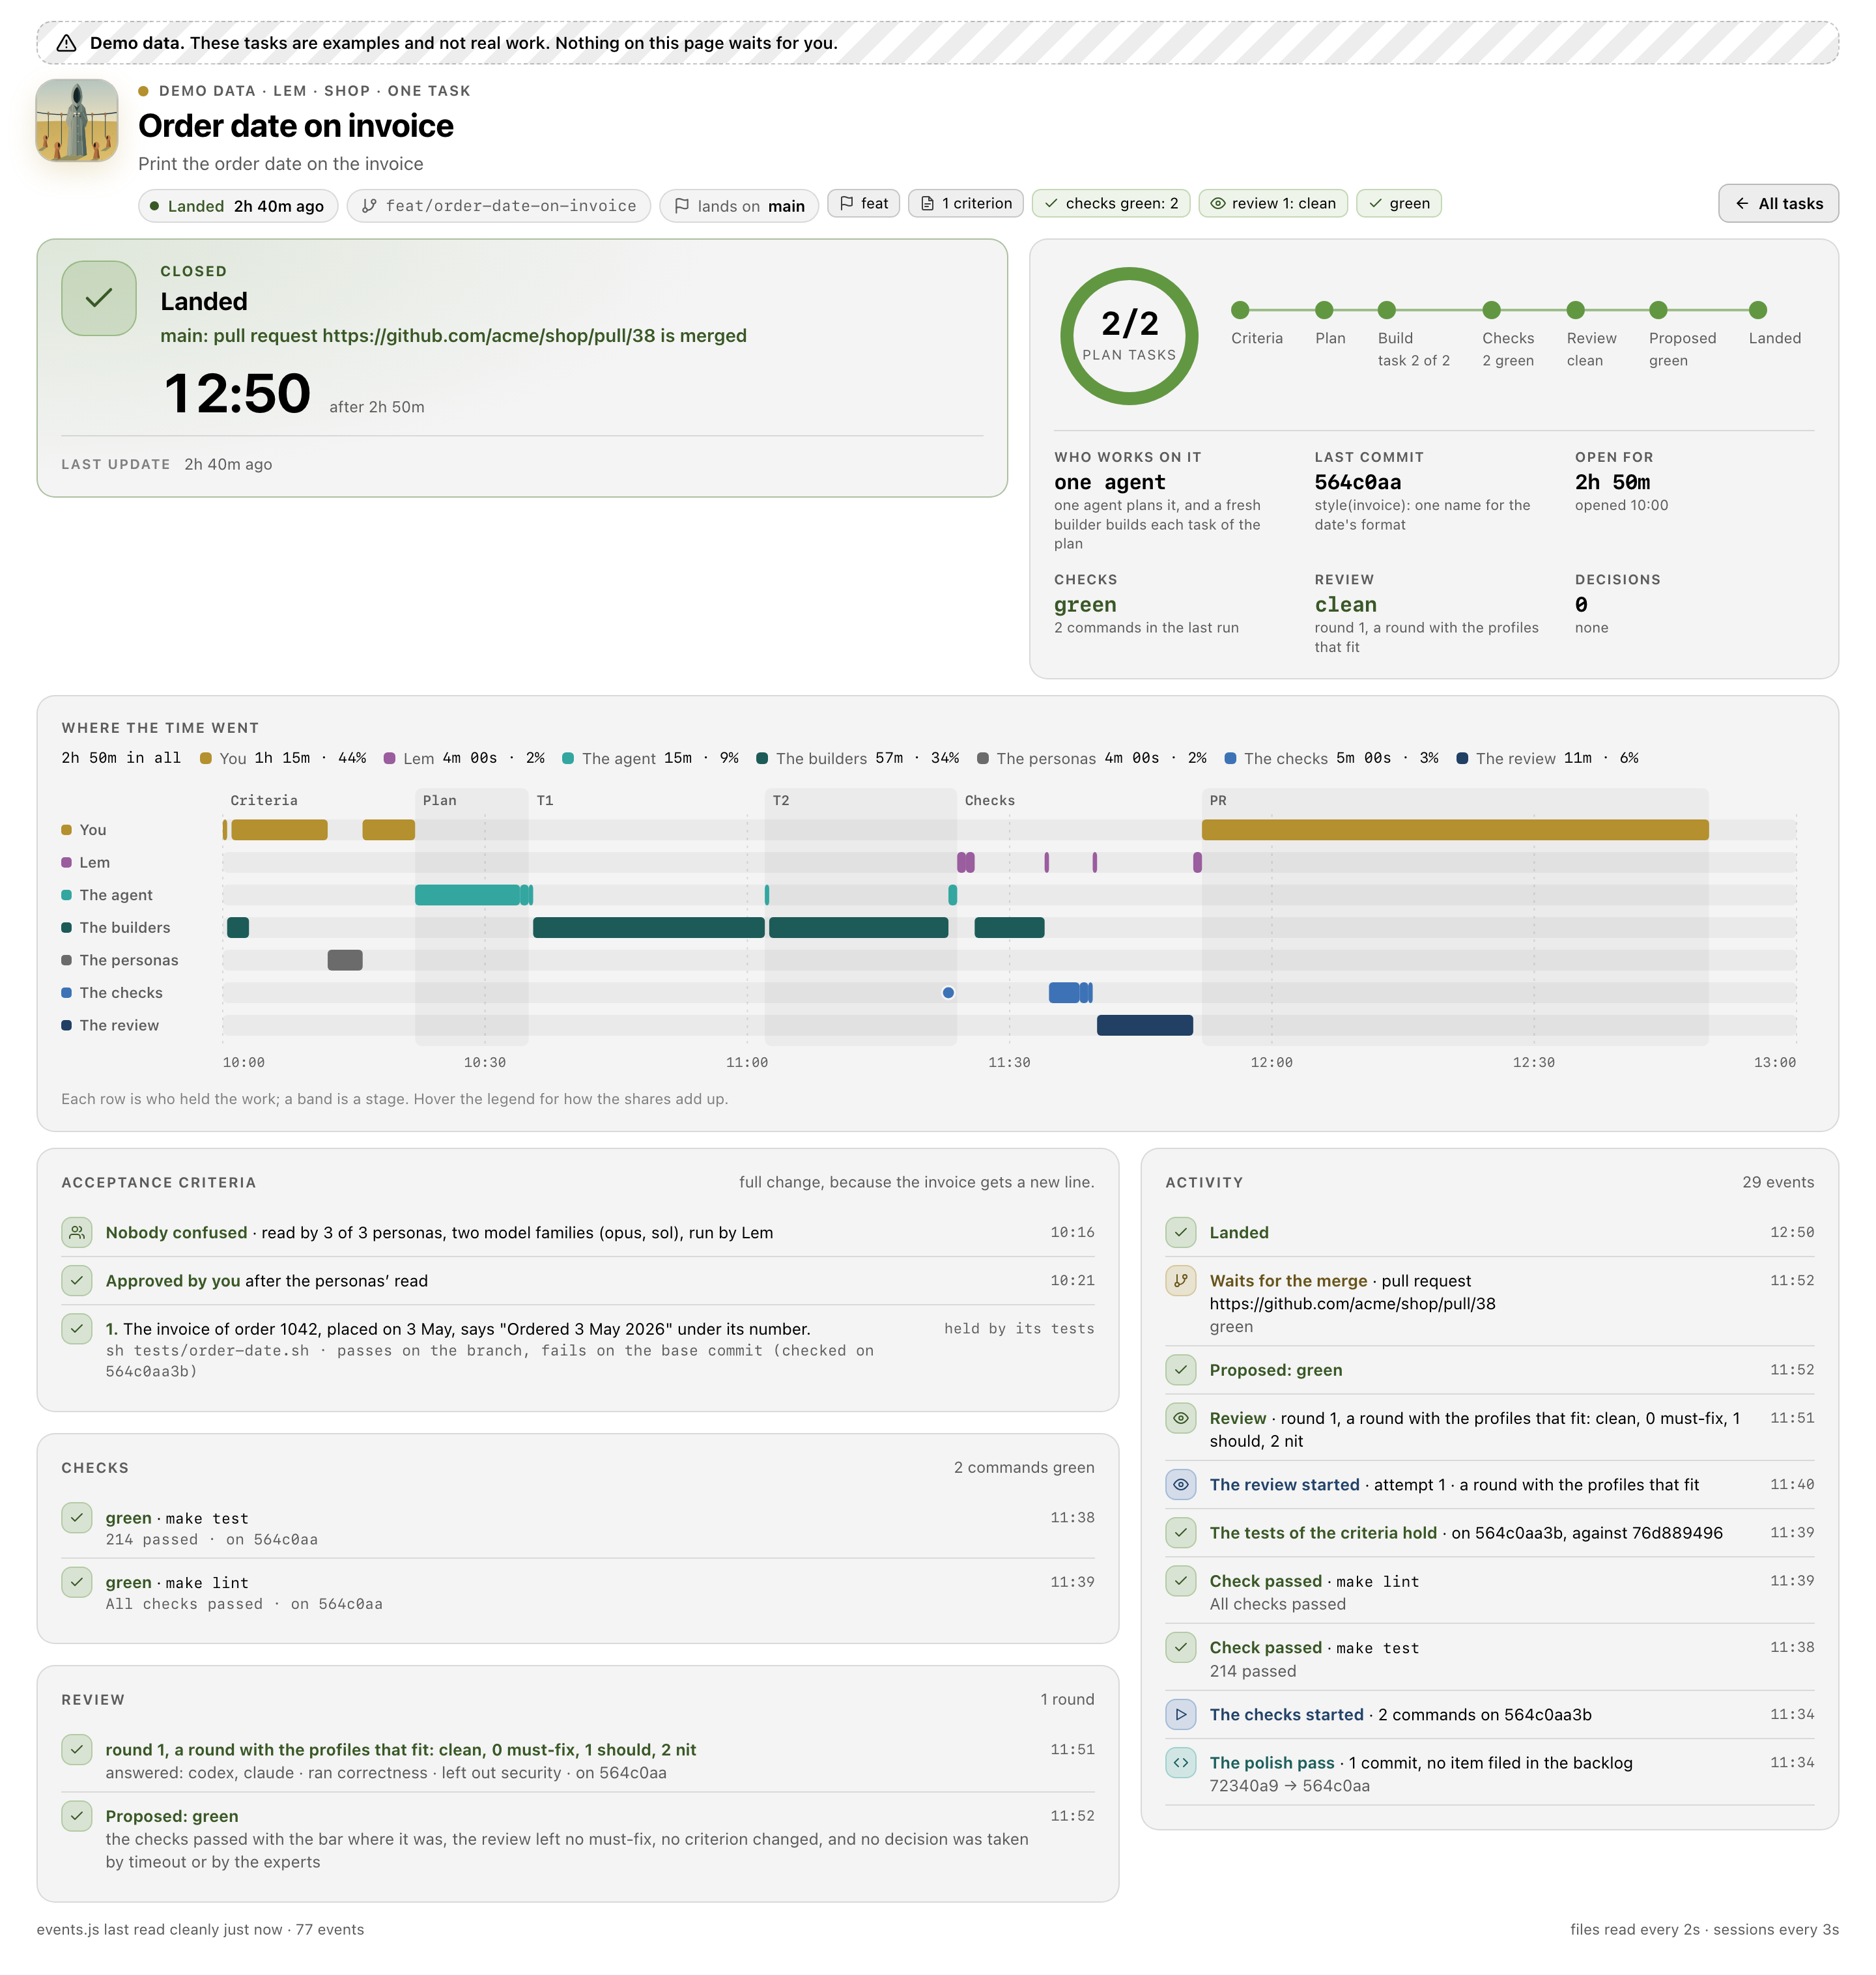 Demo data. These tasks are examples and not real work. Nothing on this page waits for you.
DEMO DATA · LEM · SHOP · ONE TASK
Order date on invoice
Print the order date on the invoice
Landed 2h 40m ago
feat/order-date-on-invoice
lands on main
feat
1 criterion
checks green: 2
review 1: clean
green
← All tasks
CLOSED
Landed
main: pull request https://github.com/acme/shop/pull/38 is merged
12:50 after 2h 50m
LAST UPDATE 2h 40m ago
2/2
PLAN TASKS
Criteria
Plan
Build
task 2 of 2
Checks
2 green
Review
clean
Proposed
green
Landed
WHO WORKS ON IT
one agent
one agent plans it, and a fresh
builder builds each task of the
plan
LAST COMMIT
564c0aa
style(invoice): one name for the
date's format
OPEN FOR
2h 50m
opened 10:00
CHECKS
green
2 commands in the last run
REVIEW
clean
round 1, a round with the profiles
that fit
DECISIONS
0
none
WHERE THE TIME WENT
2h 50m in all You 1h 15m · 44% Lem 4m 00s · 2% The agent 15m · 9% The builders 57m · 34% The personas 4m 00s · 2% The checks 5m 00s · 3% The review 11m · 6%
Criteria Plan T1 T2 Checks PR
You
Lem
The agent
The builders
The personas
The checks
The review
10:00 10:30 11:00 11:30 12:00 12:30 13:00
Each row is who held the work; a band is a stage. Hover the legend for how the shares add up.
ACCEPTANCE CRITERIA full change, because the invoice gets a new line.
Nobody confused · read by 3 of 3 personas, two model families (opus, sol), run by Lem 10:16
Approved by you after the personas’ read 10:21
1. The invoice of order 1042, placed on 3 May, says "Ordered 3 May 2026" under its number. held by its tests
sh tests/order-date.sh · passes on the branch, fails on the base commit (checked on
564c0aa3b)
CHECKS 2 commands green
green · make test 11:38
214 passed · on 564c0aa
green · make lint 11:39
All checks passed · on 564c0aa
REVIEW 1 round
round 1, a round with the profiles that fit: clean, 0 must-fix, 1 should, 2 nit 11:51
answered: codex, claude · ran correctness · left out security · on 564c0aa
Proposed: green 11:52
the checks passed with the bar where it was, the review left no must-fix, no criterion changed, and no decision was taken
by timeout or by the experts
ACTIVITY 29 events
Landed 12:50
Waits for the merge · pull request 11:52
https://github.com/acme/shop/pull/38
green
Proposed: green 11:52
Review · round 1, a round with the profiles that fit: clean, 0 must-fix, 1 11:51
should, 2 nit
The review started · attempt 1 · a round with the profiles that fit 11:40
The tests of the criteria hold · on 564c0aa3b, against 76d889496 11:39
Check passed · make lint 11:39
All checks passed
Check passed · make test 11:38
214 passed
The checks started · 2 commands on 564c0aa3b 11:34
The polish pass · 1 commit, no item filed in the backlog 11:34
72340a9 → 564c0aa
events.js last read cleanly just now · 77 events
files read every 2s · sessions every 3s